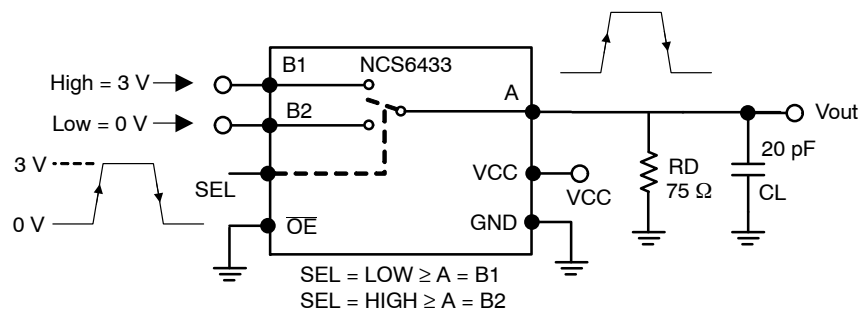 B1
NCS6433
High = 3 V
B2
A
Low = 0 V
Vout
3 V
SEL
VCC
VCC
RD
75 Ω
20 pF
CL
0 V
OE
GND
SEL = LOW ≥ A = B1
SEL = HIGH ≥ A = B2